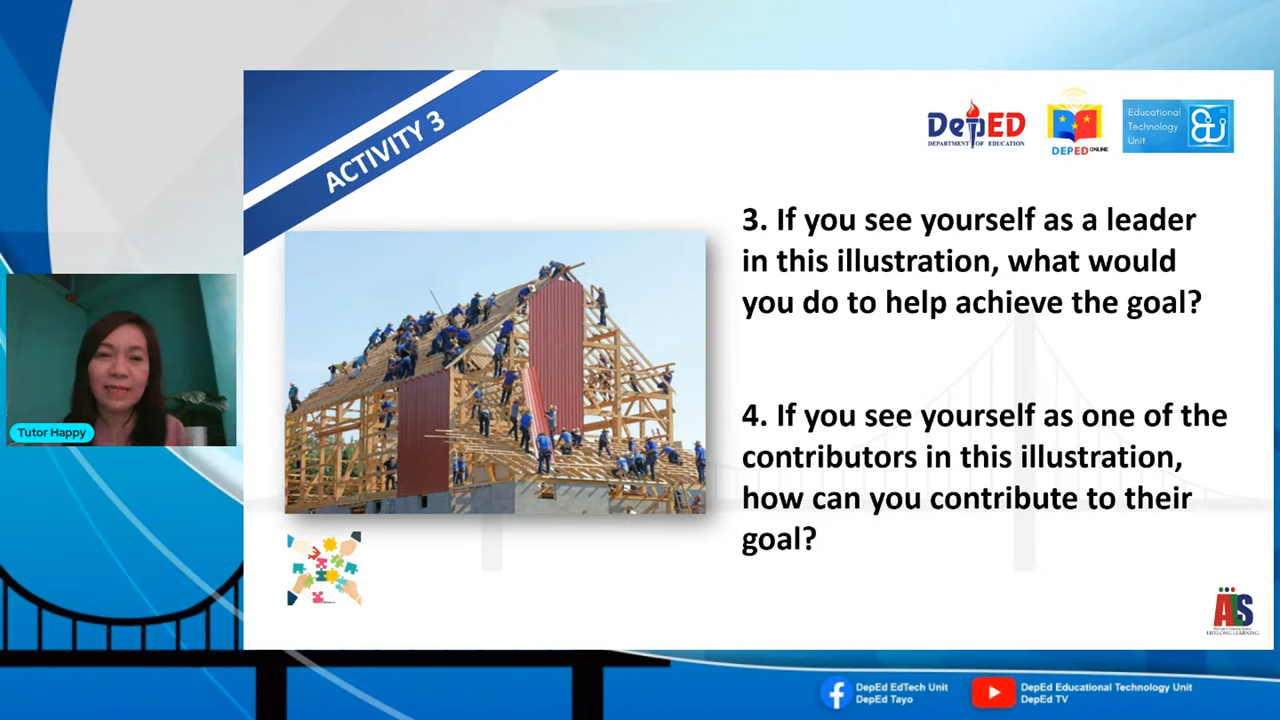 ACTIVITY 3
DepED
DEPARTMENT OF EDUCATION
DEPED ONLINE
Educational
Technology
Unit
3. If you see yourself as a leader
in this illustration, what would
you do to help achieve the goal?
4. If you see yourself as one of the
contributors in this illustration,
how can you contribute to their
goal?
Tutor Happy
ALS
LIFELONG LEARNING
DepEd EdTech Unit
DepEd Tayo
DepEd Educational Technology Unit
DepEd TV